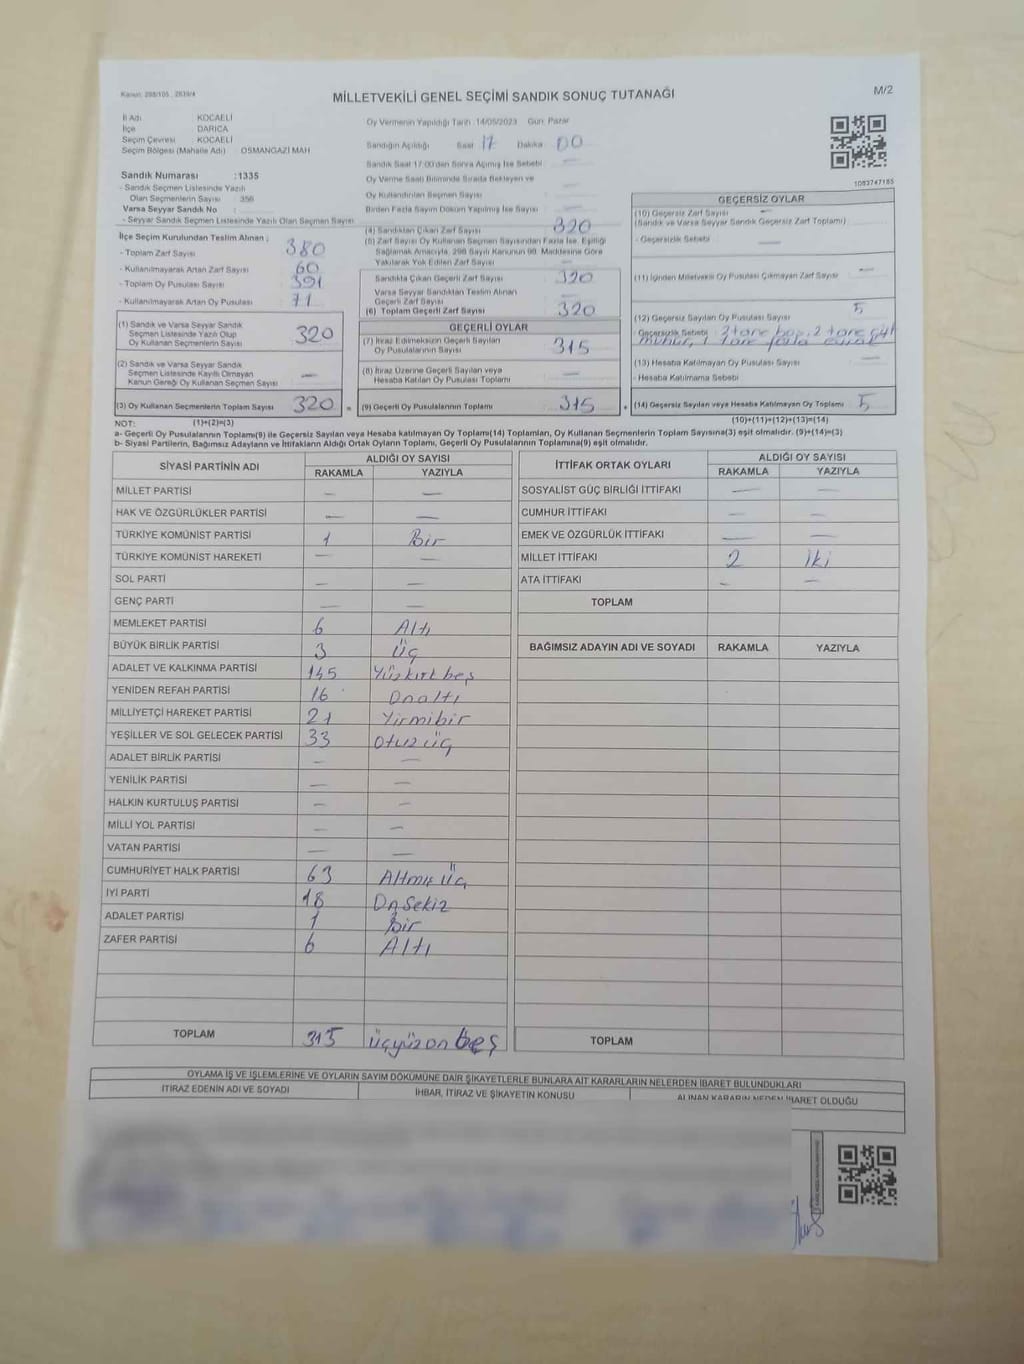 Kanun: 298/105 , 2839/4
MİLLETVEKİLİ GENEL SEÇİMİ SANDIK SONUÇ TUTANAĞI
M/2
İl Adı KOCAELİ
İlçe DARICA
Seçim Çevresi KOCAELİ
Seçim Bölgesi (Mahalle Adı) OSMANGAZİ MAH
Sandık Numarası :1335
- Sandık Seçmen Listesinde Yazılı
Olan Seçmenlerin Sayısı : 356
Varsa Seyyar Sandık No :
- Seyyar Sandık Seçmen Listesinde Yazılı Olan Seçmen Sayısı
Oy Vermenin Yapıldığı Tarih :14/05/2023 Gün: Pazar
Sandığın Açıldığı Saat 17 Dakika 00
Sandık Saat 17:00'den Sonra Açılmış İse Sebebi : —
Oy Verme Saati Bitiminde Sırada Bekleyen ve
Oy Kullandırılan Seçmen Sayısı —
Birden Fazla Sayım Döküm Yapılmış İse Sayısı —
1083747185
İlçe Seçim Kurulundan Teslim Alınan ;
- Toplam Zarf Sayısı 380
- Kullanılmayarak Artan Zarf Sayısı 60
- Toplam Oy Pusulası Sayısı 391
- Kullanılmayarak Artan Oy Pusulası 71
(1) Sandık ve Varsa Seyyar Sandık
Seçmen Listesinde Yazılı Olup
Oy Kullanan Seçmenlerin Sayısı 320
(2) Sandık ve Varsa Seyyar Sandık
Seçmen Listesinde Kayıtlı Olmayan
Kanun Gereği Oy Kullanan Seçmen Sayısı —
(3) Oy Kullanan Seçmenlerin Toplam Sayısı 320 =
(4) Sandıktan Çıkan Zarf Sayısı 320
(5) Zarf Sayısı Oy Kullanan Seçmen Sayısından Fazla İse, Eşitliği
Sağlamak Amacıyla, 298 Sayılı Kanunun 98. Maddesine Göre
Yakılarak Yok Edilen Zarf Sayısı —
Sandıkta Çıkan Geçerli Zarf Sayısı 320
Varsa Seyyar Sandıktan Teslim Alınan
Geçerli Zarf Sayısı —
(6) Toplam Geçerli Zarf Sayısı 320
GEÇERLİ OYLAR
(7) İtiraz Edilmeksizin Geçerli Sayılan
Oy Pusulalarının Sayısı 315
(8) İtiraz Üzerine Geçerli Sayılan veya
Hesaba Katılan Oy Pusulası Toplamı —
(9) Geçerli Oy Pusulalarının Toplamı 315 +
GEÇERSİZ OYLAR
(10) Geçersiz Zarf Sayısı —
(Sandık ve Varsa Seyyar Sandık Geçersiz Zarf Toplamı)
- Geçersizlik Sebebi : —
(11) İçinden Milletvekili Oy Pusulası Çıkmayan Zarf Sayısı —
(12) Geçersiz Sayılan Oy Pusulası Sayısı 5
- Geçersizlik Sebebi : 2 tane boş, 2 tane çift
mühür, 1 tane fazla evrak
(13) Hesaba Katılmayan Oy Pusulası Sayısı —
- Hesaba Katılmama Sebebi
(14) Geçersiz Sayılan veya Hesaba Katılmayan Oy Toplamı 5
NOT: (1)+(2)=(3) (10)+(11)+(12)+(13)=(14)
a- Geçerli Oy Pusulalarının Toplamı(9) ile Geçersiz Sayılan veya Hesaba katılmayan Oy Toplamı(14) Toplamları, Oy Kullanan Seçmenlerin Toplam Sayısına(3) eşit olmalıdır. (9)+(14)=(3)
b- Siyasi Partilerin, Bağımsız Adayların ve İttifakların Aldığı Ortak Oyların Toplamı, Geçerli Oy Pusulalarının Toplamına(9) eşit olmalıdır.
SİYASİ PARTİNİN ADI ALDIĞI OY SAYISI
RAKAMLA YAZIYLA
MİLLET PARTİSİ — —
HAK VE ÖZGÜRLÜKLER PARTİSİ — —
TÜRKİYE KOMÜNİST PARTİSİ 1 Bir
TÜRKİYE KOMÜNİST HAREKETİ — —
SOL PARTİ — —
GENÇ PARTİ — —
MEMLEKET PARTİSİ 6 Altı
BÜYÜK BİRLİK PARTİSİ 3 Üç
ADALET VE KALKINMA PARTİSİ 145 Yüzkırkbeş
YENİDEN REFAH PARTİSİ 16 Onaltı
MİLLİYETÇİ HAREKET PARTİSİ 21 Yirmibir
YEŞİLLER VE SOL GELECEK PARTİSİ 33 Otuzüç
ADALET BİRLİK PARTİSİ — —
YENİLİK PARTİSİ — —
HALKIN KURTULUŞ PARTİSİ — —
MİLLİ YOL PARTİSİ — —
VATAN PARTİSİ — —
CUMHURİYET HALK PARTİSİ 63 Altmış Üç
İYİ PARTİ 18 Onsekiz
ADALET PARTİSİ 1 Bir
ZAFER PARTİSİ 6 Altı
TOPLAM 315 Üçyüzonbeş
İTTİFAK ORTAK OYLARI ALDIĞI OY SAYISI
RAKAMLA YAZIYLA
SOSYALİST GÜÇ BİRLİĞİ İTTİFAKI — —
CUMHUR İTTİFAKI — —
EMEK VE ÖZGÜRLÜK İTTİFAKI — —
MİLLET İTTİFAKI 2 İki
ATA İTTİFAKI — —
TOPLAM
BAĞIMSIZ ADAYIN ADI VE SOYADI RAKAMLA YAZIYLA
TOPLAM
OYLAMA İŞ VE İŞLEMLERİNE VE OYLARIN SAYIM DÖKÜMÜNE DAİR ŞİKAYETLERLE BUNLARA AİT KARARLARIN NELERDEN İBARET BULUNDUKLARI
İTİRAZ EDENİN ADI VE SOYADI İHBAR, İTİRAZ VE ŞİKAYETİN KONUSU ALINAN KARARIN NEDEN İBARET OLDUĞU